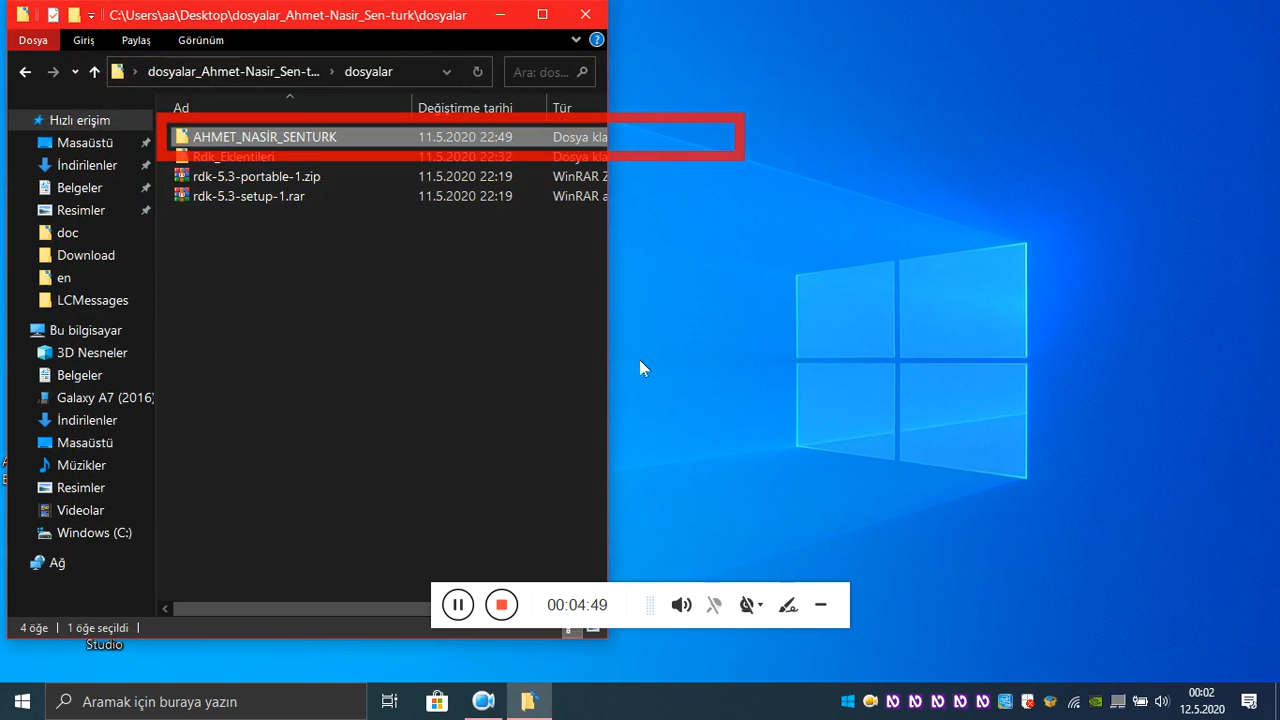 C:\Users\aa\Desktop\dosyalar_Ahmet-Nasir_Sen-turk\dosyalar
Dosya Giriş Paylaş Görünüm
dosyalar_Ahmet-Nasir_Sen-t... › dosyalar
Ara: dos...
Ad Değiştirme tarihi Tür
AHMET_NASİR_SENTURK 11.5.2020 22:49 Dosya kla
Rdk_Eklentileri 11.5.2020 22:32 Dosya kla
rdk-5.3-portable-1.zip 11.5.2020 22:19 WinRAR Z
rdk-5.3-setup-1.rar 11.5.2020 22:19 WinRAR a
Hızlı erişim
Masaüstü
İndirilenler
Belgeler
Resimler
doc
Download
en
LCMessages
Bu bilgisayar
3D Nesneler
Belgeler
Galaxy A7 (2016)
İndirilenler
Masaüstü
Müzikler
Resimler
Videolar
Windows (C:)
Ağ
00:04:49
4 öğe 1 öğe seçildi
Studio
Aramak için buraya yazın
00:02
12.5.2020